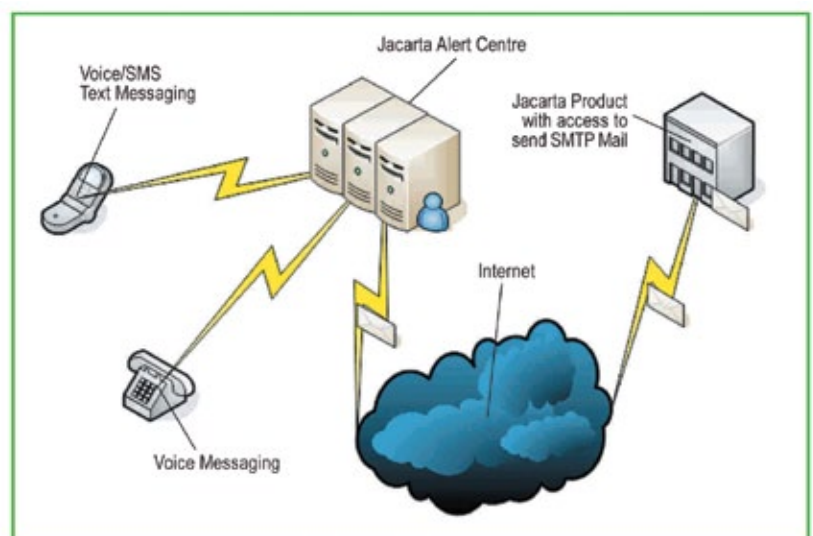 Jacarta Alert Centre
Voice/SMS
Text Messaging
Jacarta Product
with access to
send SMTP Mail
Internet
Voice Messaging